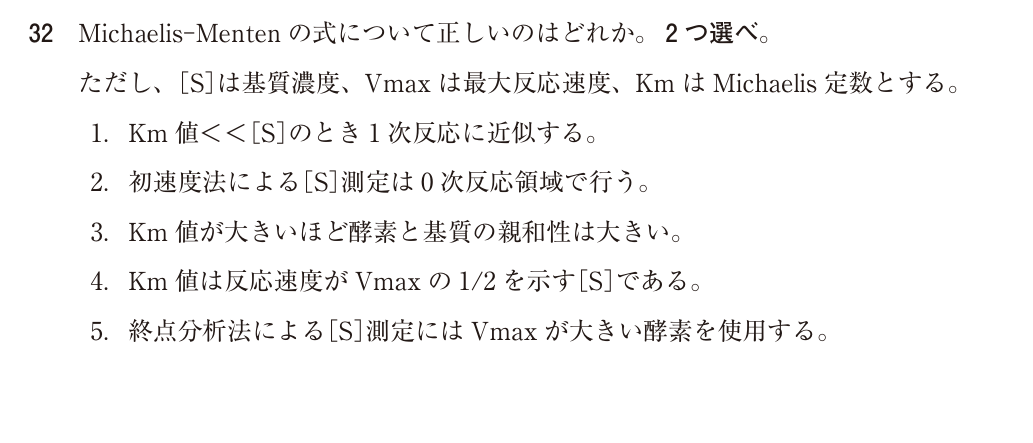 32 Michaelis-Menten の式について正しいのはどれか。2つ選べ。
ただし、[S]は基質濃度、Vmax は最大反応速度、Km は Michaelis 定数とする。
1. Km 値<<[S]のとき1次反応に近似する。
2. 初速度法による[S]測定は0次反応領域で行う。
3. Km 値が大きいほど酵素と基質の親和性は大きい。
4. Km 値は反応速度が Vmax の 1/2 を示す[S]である。
5. 終点分析法による[S]測定には Vmax が大きい酵素を使用する。